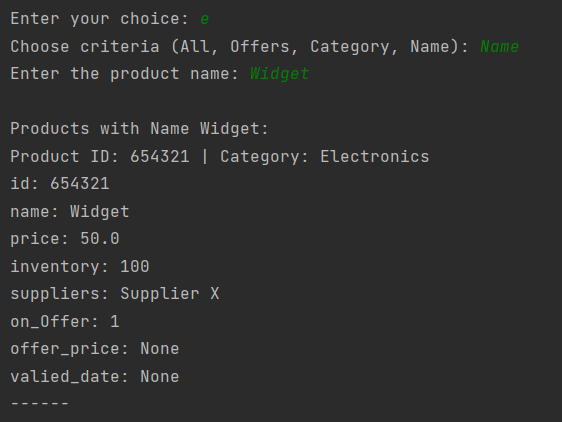 Enter your choice: e
Choose criteria (All, Offers, Category, Name): Name
Enter the product name: Widget
Products with Name Widget:
Product ID: 654321 | Category: Electronics
id: 654321
name: Widget
price: 50.0
inventory: 100
suppliers: Supplier X
on_Offer: 1
offer_price: None
valied_date: None
------